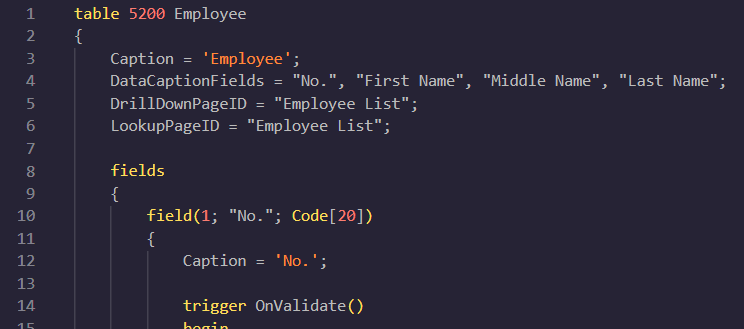 1 table 5200 Employee
2 {
3 Caption = 'Employee';
4 DataCaptionFields = "No.", "First Name", "Middle Name", "Last Name";
5 DrillDownPageID = "Employee List";
6 LookupPageID = "Employee List";
7
8 fields
9 {
10 field(1; "No."; Code[20])
11 {
12 Caption = 'No.';
13
14 trigger OnValidate()
15 begin